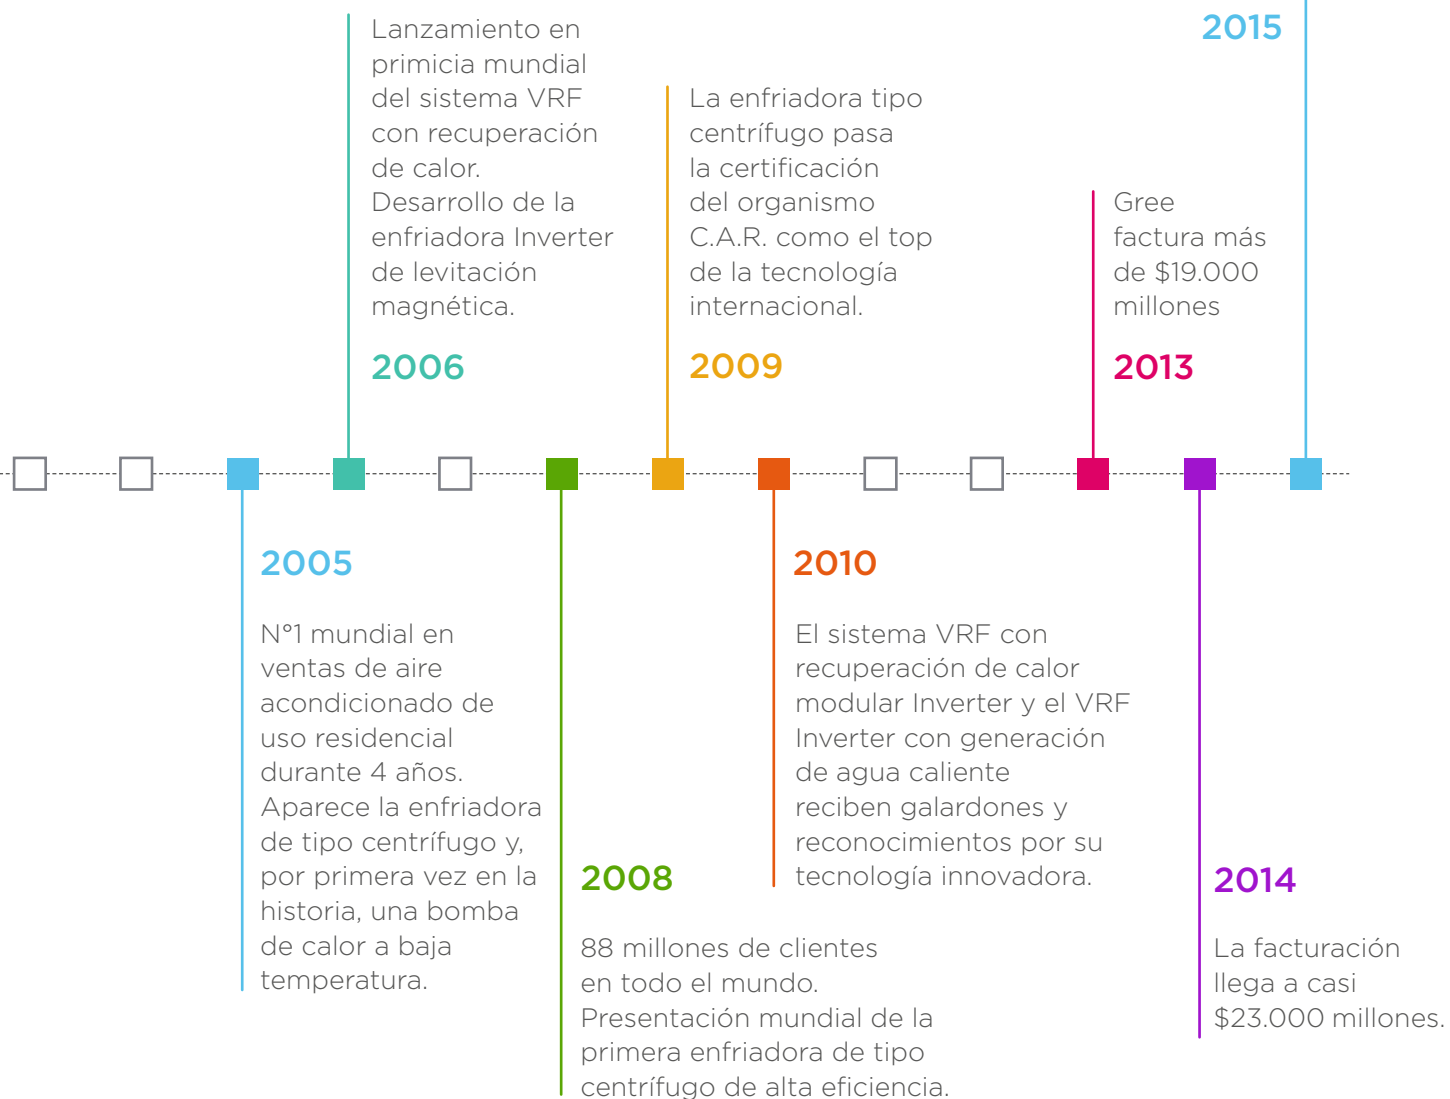 Lanzamiento en
primicia mundial
del sistema VRF
con recuperación
de calor.
Desarrollo de la
enfriadora Inverter
de levitación
magnética.
2006
La enfriadora tipo
centrífugo pasa
la certificación
del organismo
C.A.R. como el top
de la tecnología
internacional.
2009
Gree
factura más
de $19.000
millones
2013
2015
2005
N°1 mundial en
ventas de aire
acondicionado de
uso residencial
durante 4 años.
Aparece la enfriadora
de tipo centrífugo y,
por primera vez en la
historia, una bomba
de calor a baja
temperatura.
2008
88 millones de clientes
en todo el mundo.
Presentación mundial de la
primera enfriadora de tipo
centrífugo de alta eficiencia.
2010
El sistema VRF con
recuperación de calor
modular Inverter y el VRF
Inverter con generación
de agua caliente
reciben galardones y
reconocimientos por su
tecnología innovadora.
2014
La facturación
llega a casi
$23.000 millones.